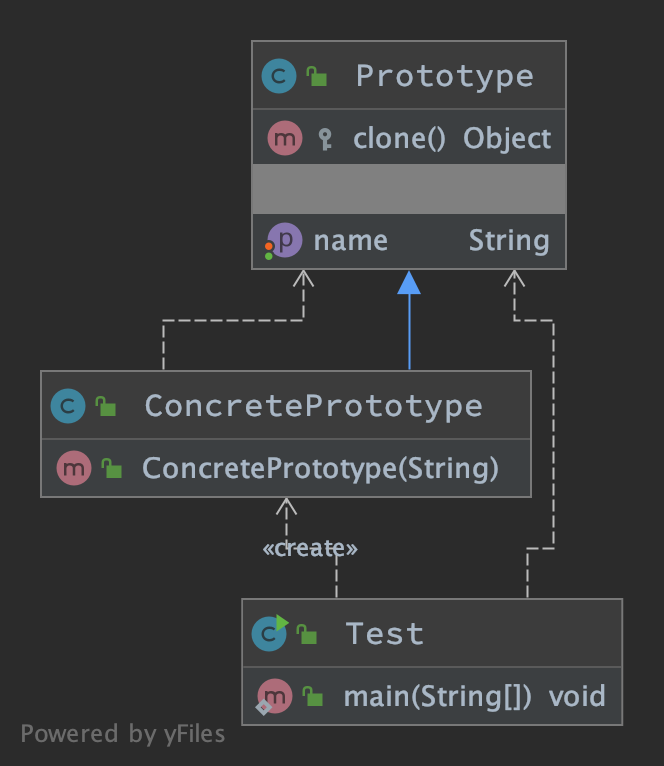 C Prototype
m clone() Object
p name String
C ConcretePrototype
m ConcretePrototype(String)
«create»
C Test
m main(String[]) void
Powered by yFiles